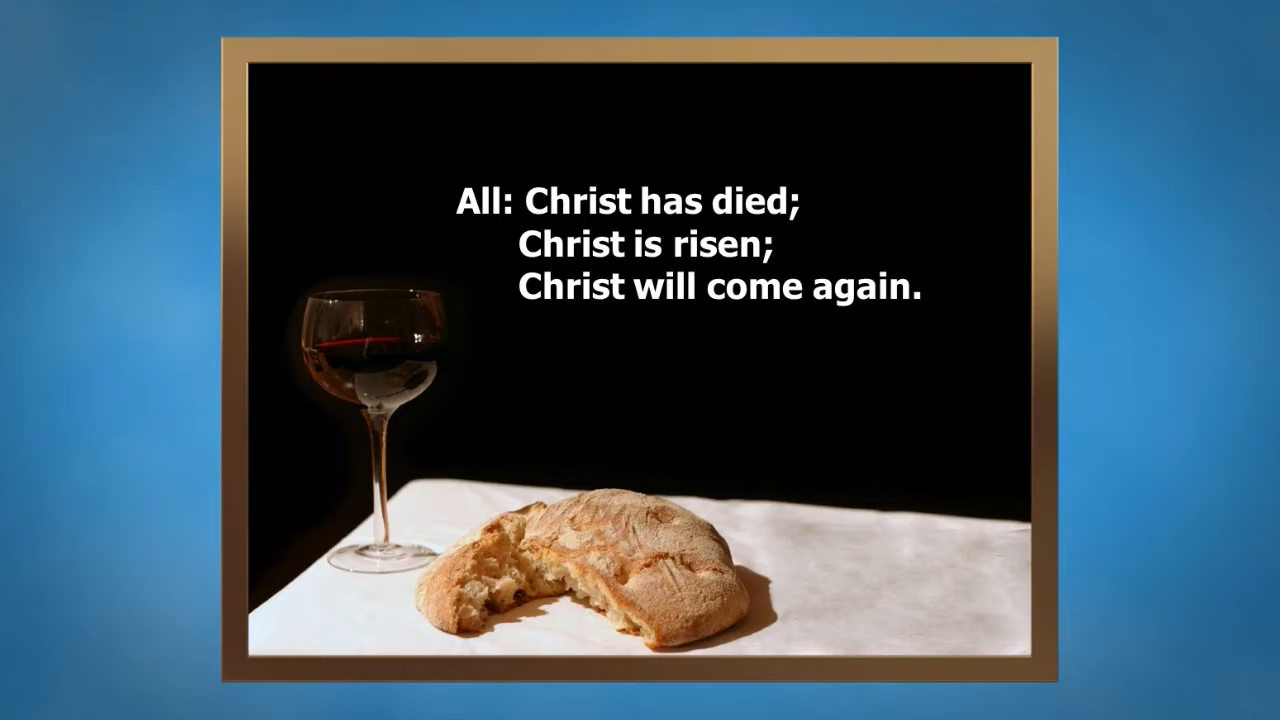 All: Christ has died;
Christ is risen;
Christ will come again.